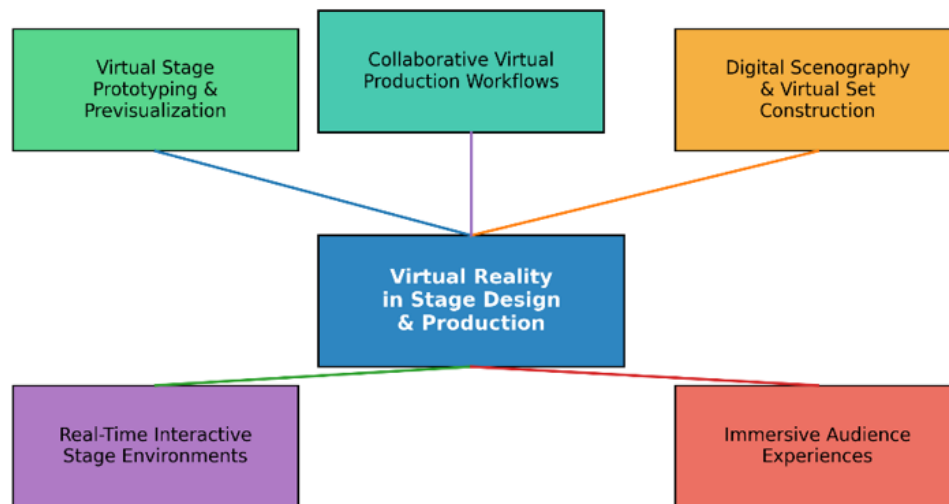 Virtual Stage
Prototyping &
Previsualization
Collaborative Virtual
Production Workflows
Digital Scenography
& Virtual Set
Construction
Virtual Reality
in Stage Design
& Production
Real-Time Interactive
Stage Environments
Immersive Audience
Experiences